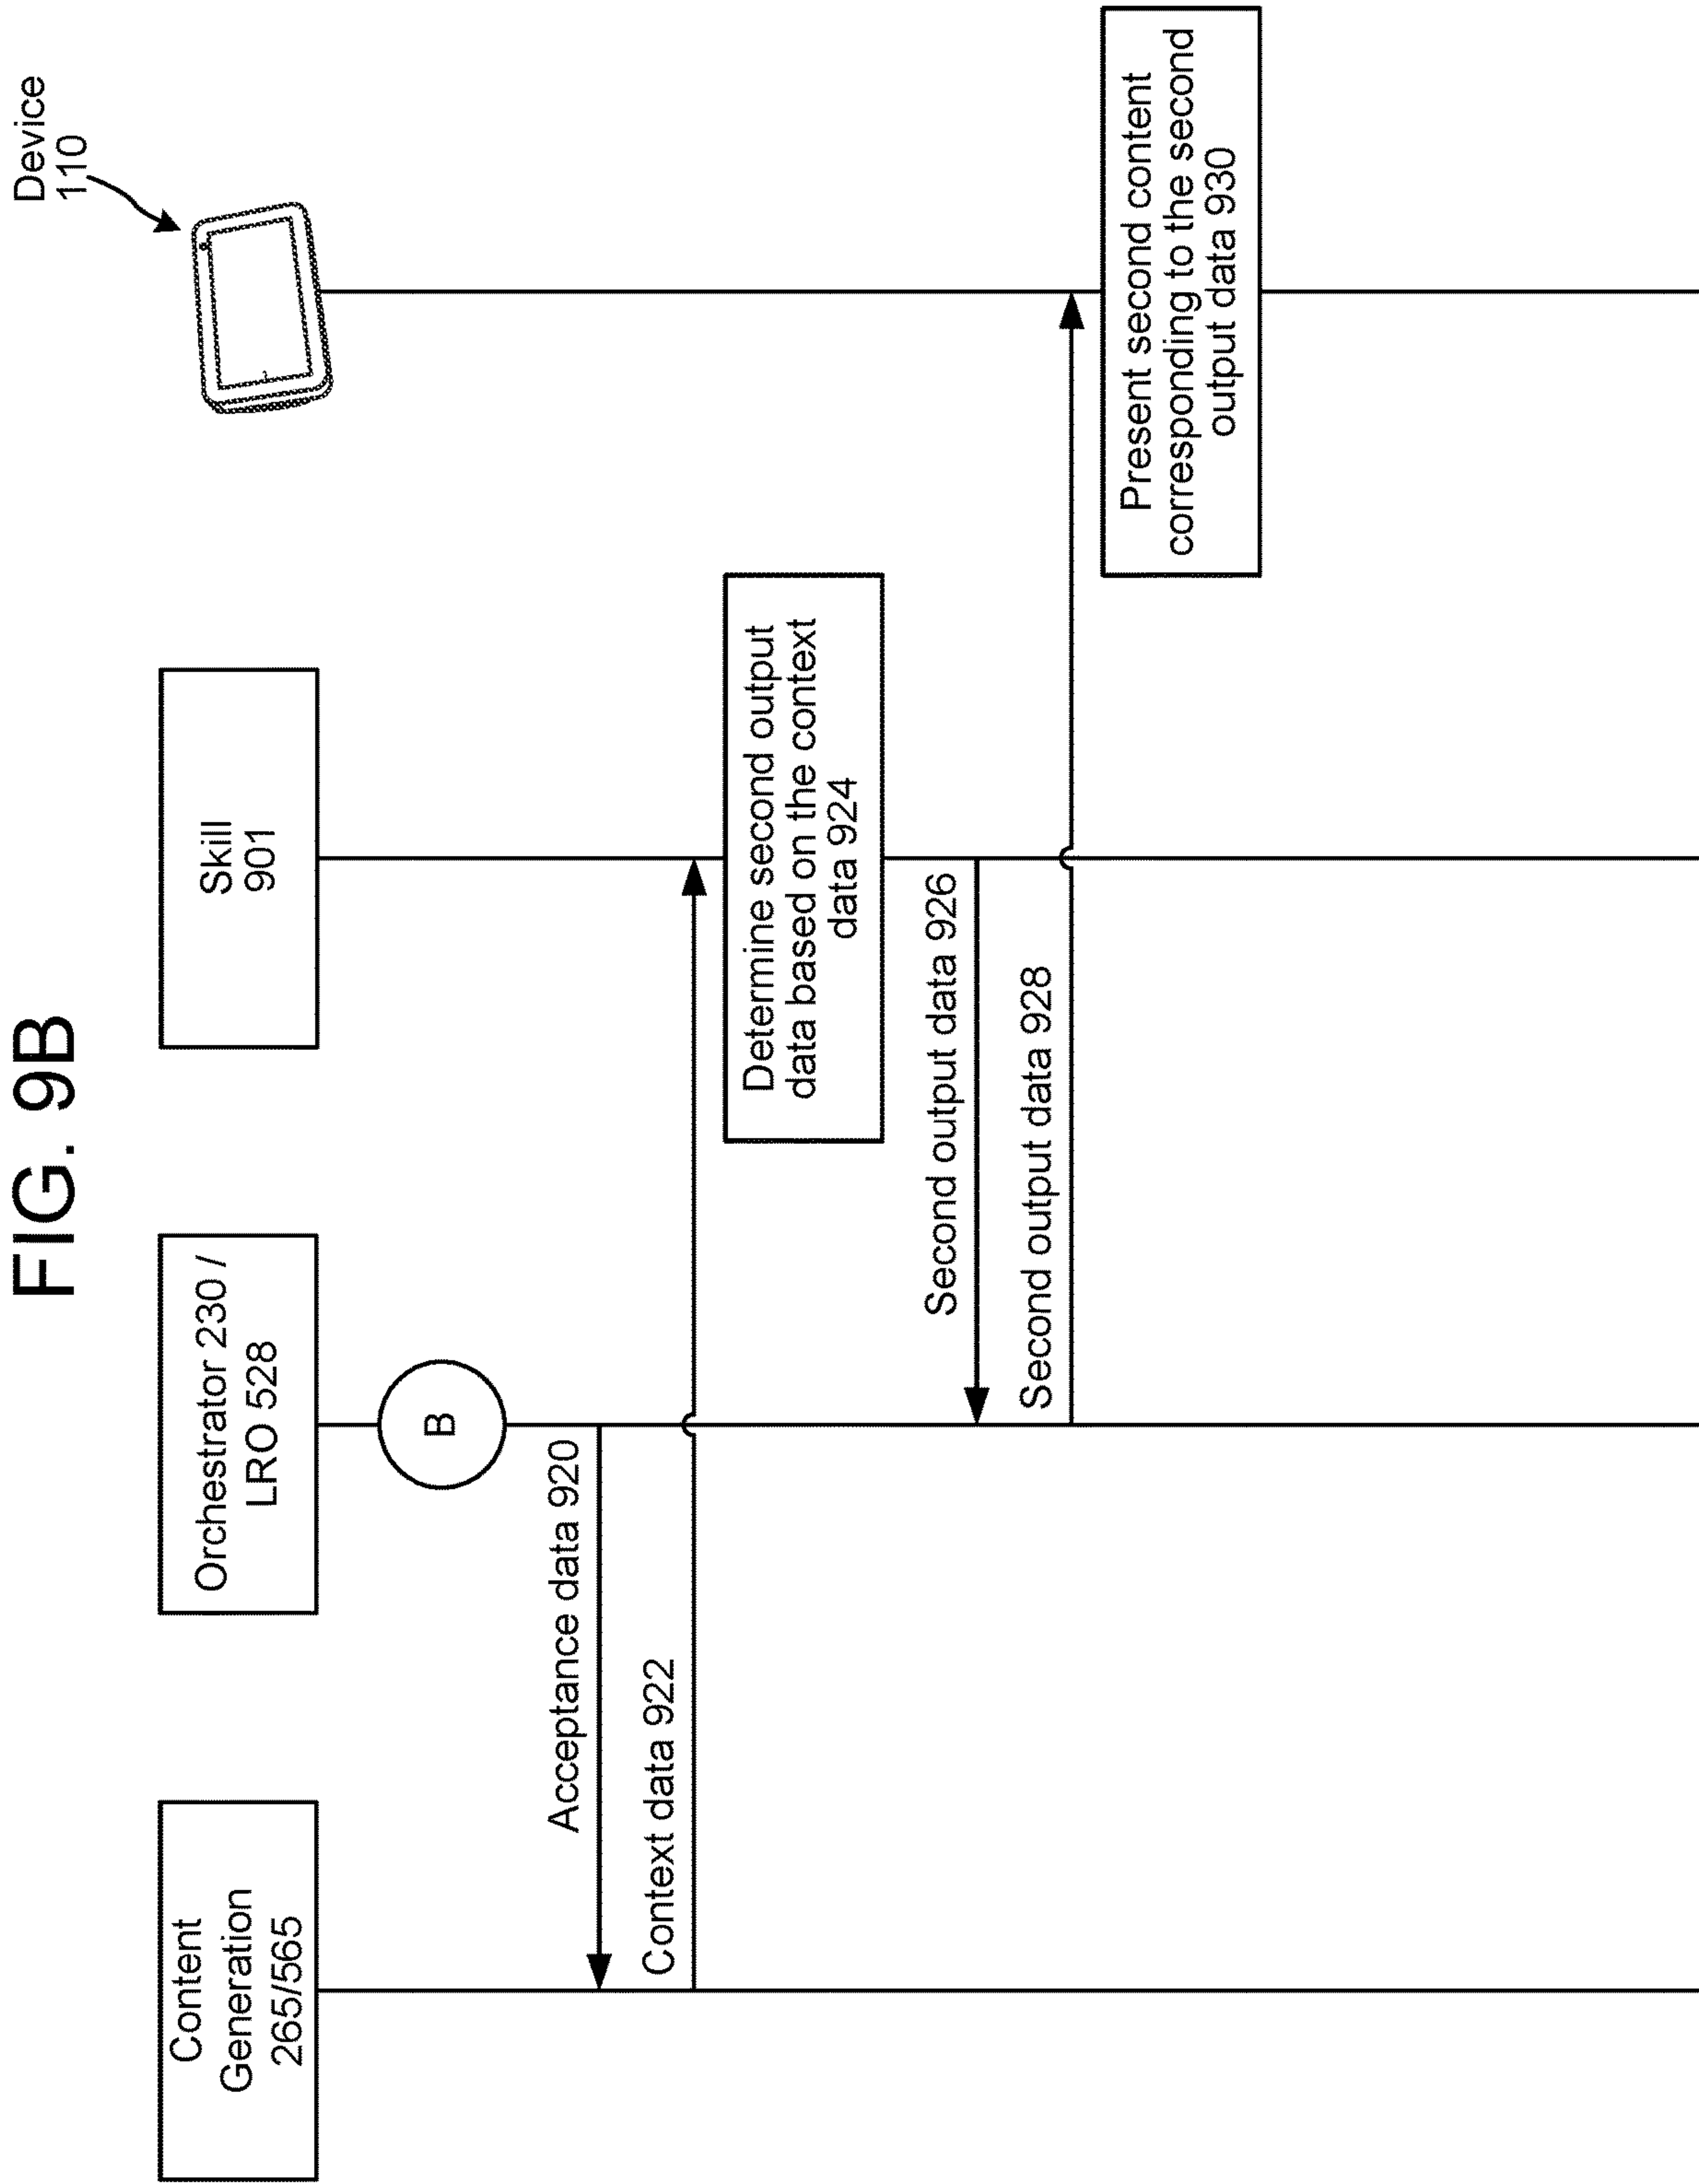 FIG. 9B
Content
Generation
265/565
Orchestrator 230 /
LRO 528
Skill
901
Device
110
B
Acceptance data 920
Context data 922
Determine second output
data based on the context
data 924
Second output data 926
Second output data 928
Present second content
corresponding to the second
output data 930